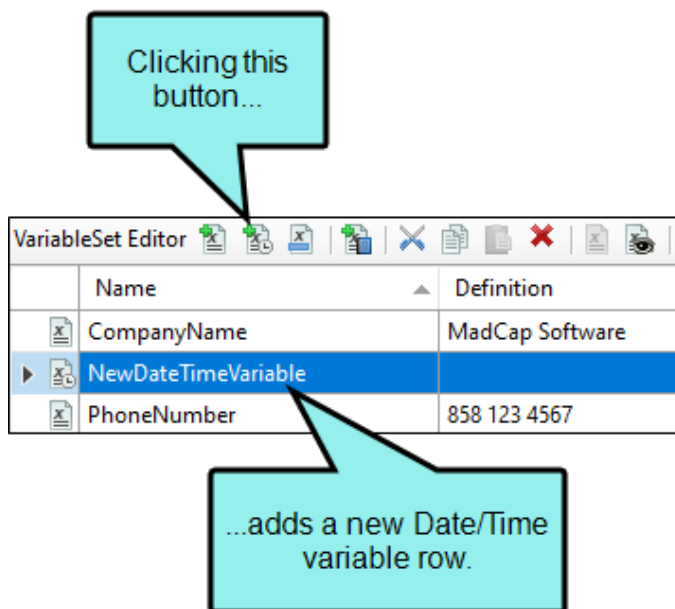 Clicking this
button...
VariableSet Editor
Name Definition
CompanyName MadCap Software
NewDateTimeVariable
PhoneNumber 858 123 4567
...adds a new Date/Time
variable row.